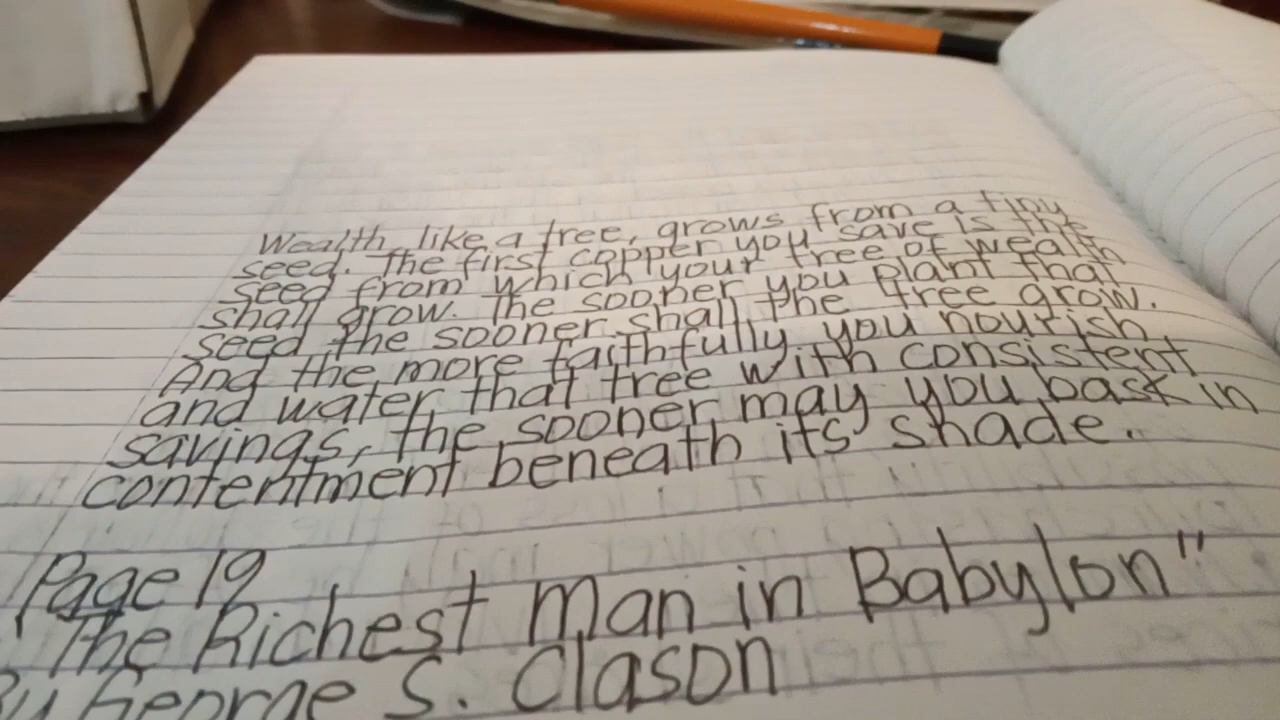 Wealth, like a tree, grows from a tiny
seed. The first copper you save is the
seed from which your tree of wealth
shall grow. The sooner you plant that
seed the sooner shall the tree grow.
And the more faithfully you nourish
and water that tree with consistent
savings, the sooner may you bask in
contentment beneath its shade.
Page 19
The Richest Man in Babylon"
By George S. Clason